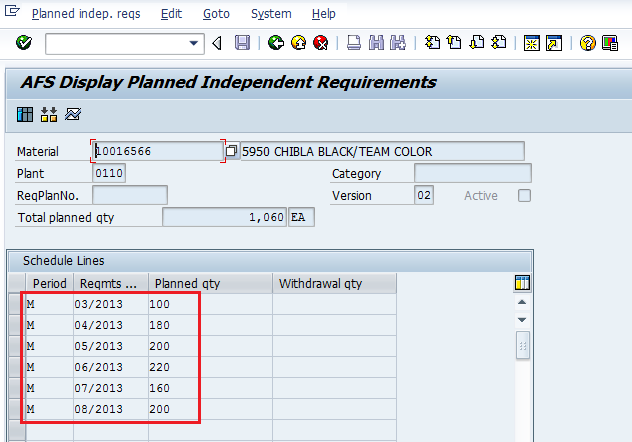 Planned indep. reqs Edit Goto System Help
AFS Display Planned Independent Requirements
Material 10016566 5950 CHIBLA BLACK/TEAM COLOR
Plant 0110 Category
ReqPlanNo. Version 02 Active
Total planned qty 1,060 EA
Schedule Lines
Period Reqmts ... Planned qty Withdrawal qty
M 03/2013 100
M 04/2013 180
M 05/2013 200
M 06/2013 220
M 07/2013 160
M 08/2013 200